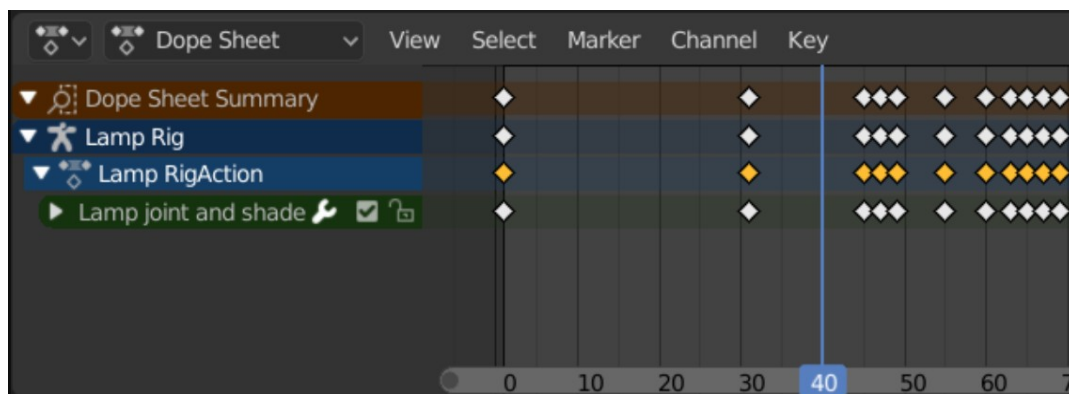 Dope Sheet View Select Marker Channel Key
Dope Sheet Summary
Lamp Rig
Lamp RigAction
Lamp joint and shade
0 10 20 30 40 50 60